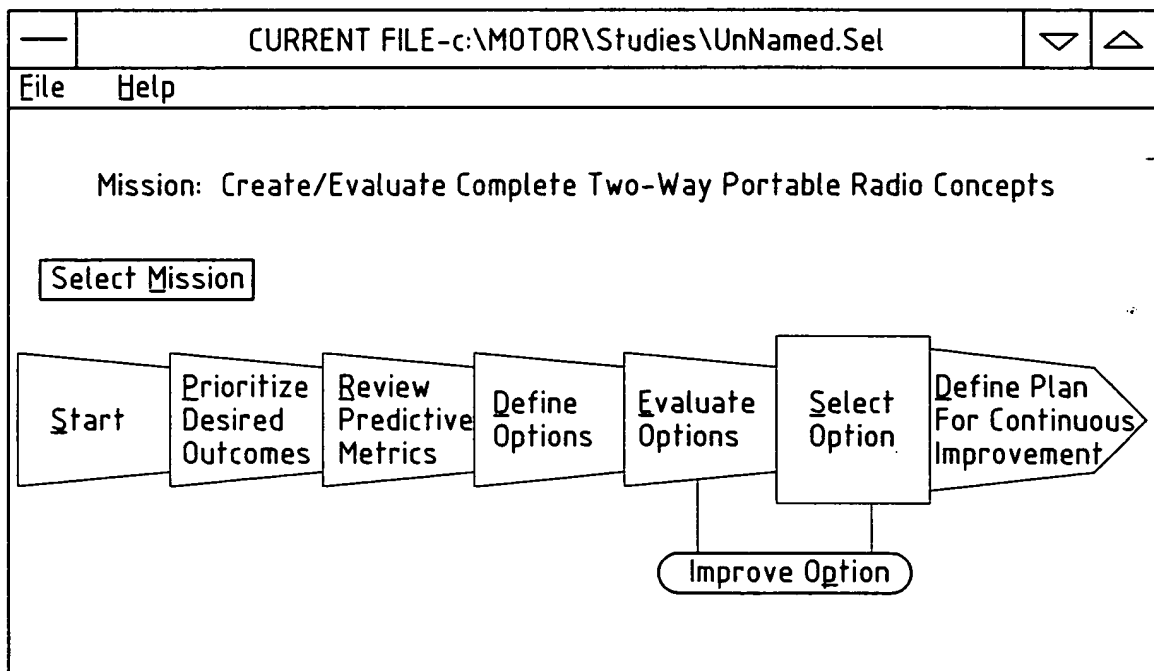 CURRENT FILE-c:\MOTOR\Studies\UnNamed.Sel
File Help
Mission: Create/Evaluate Complete Two-Way Portable Radio Concepts
Select Mission
Start
Prioritize
Desired
Outcomes
Review
Predictive
Metrics
Define
Options
Evaluate
Options
Select
Option
Define Plan
For Continuous
Improvement
Improve Option